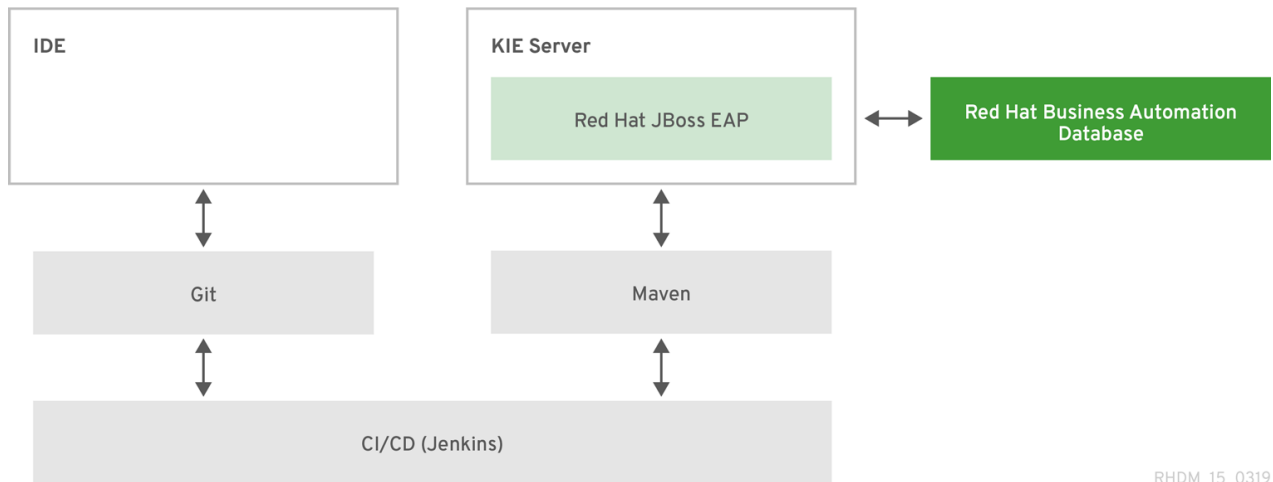 IDE
KIE Server
Red Hat JBoss EAP
Red Hat Business Automation
Database
Git
Maven
CI/CD (Jenkins)
RHDM_15_0319